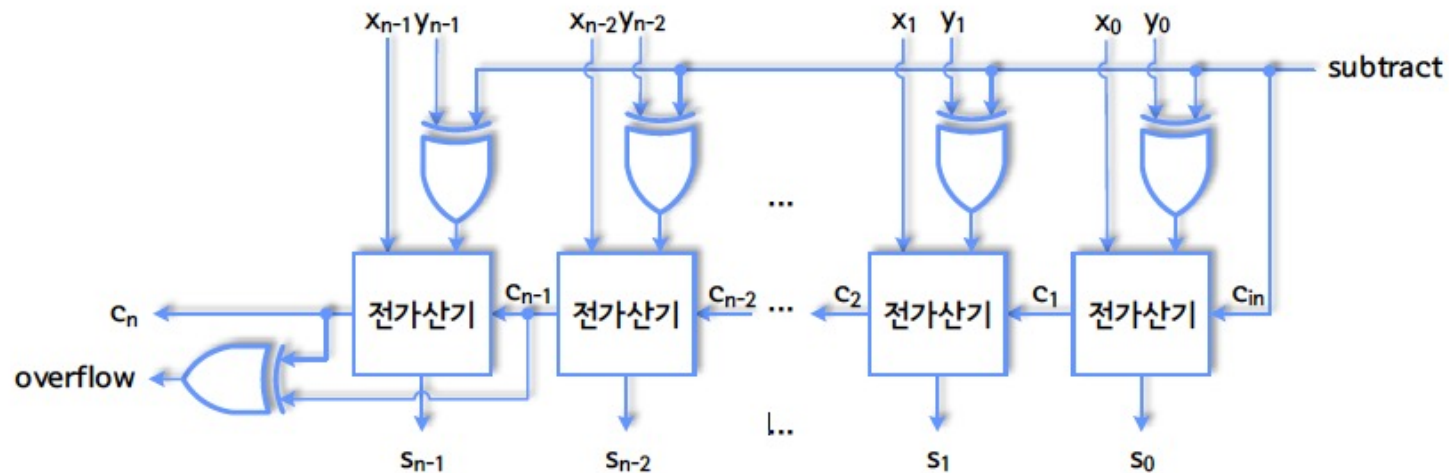 xn-1 yn-1 xn-2 yn-2 x1 y1 x0 y0
subtract
...
cn 전가산기 cn-1 전가산기 cn-2 ... c2 전가산기 c1 전가산기 cin
overflow
...
sn-1 sn-2 s1 s0